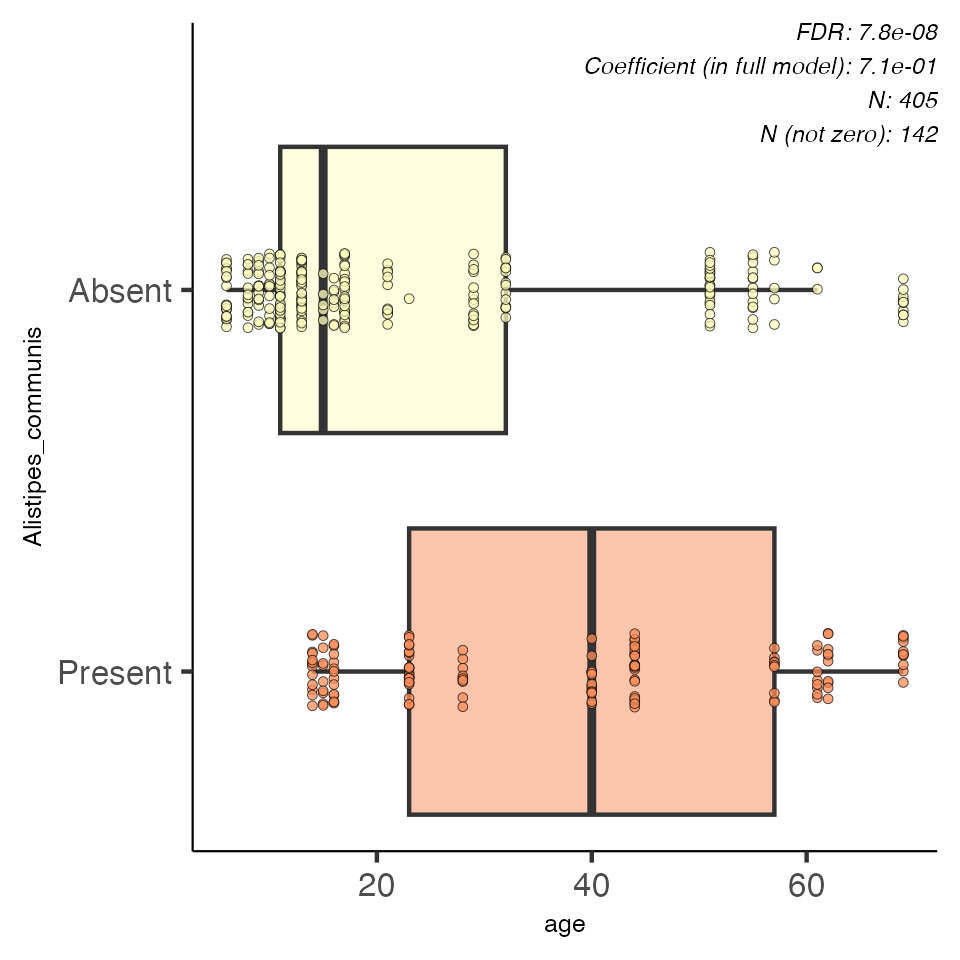 FDR: 7.8e-08
Coefficient (in full model): 7.1e-01
N: 405
N (not zero): 142
Absent
Present
Alistipes_communis
20 40 60
age